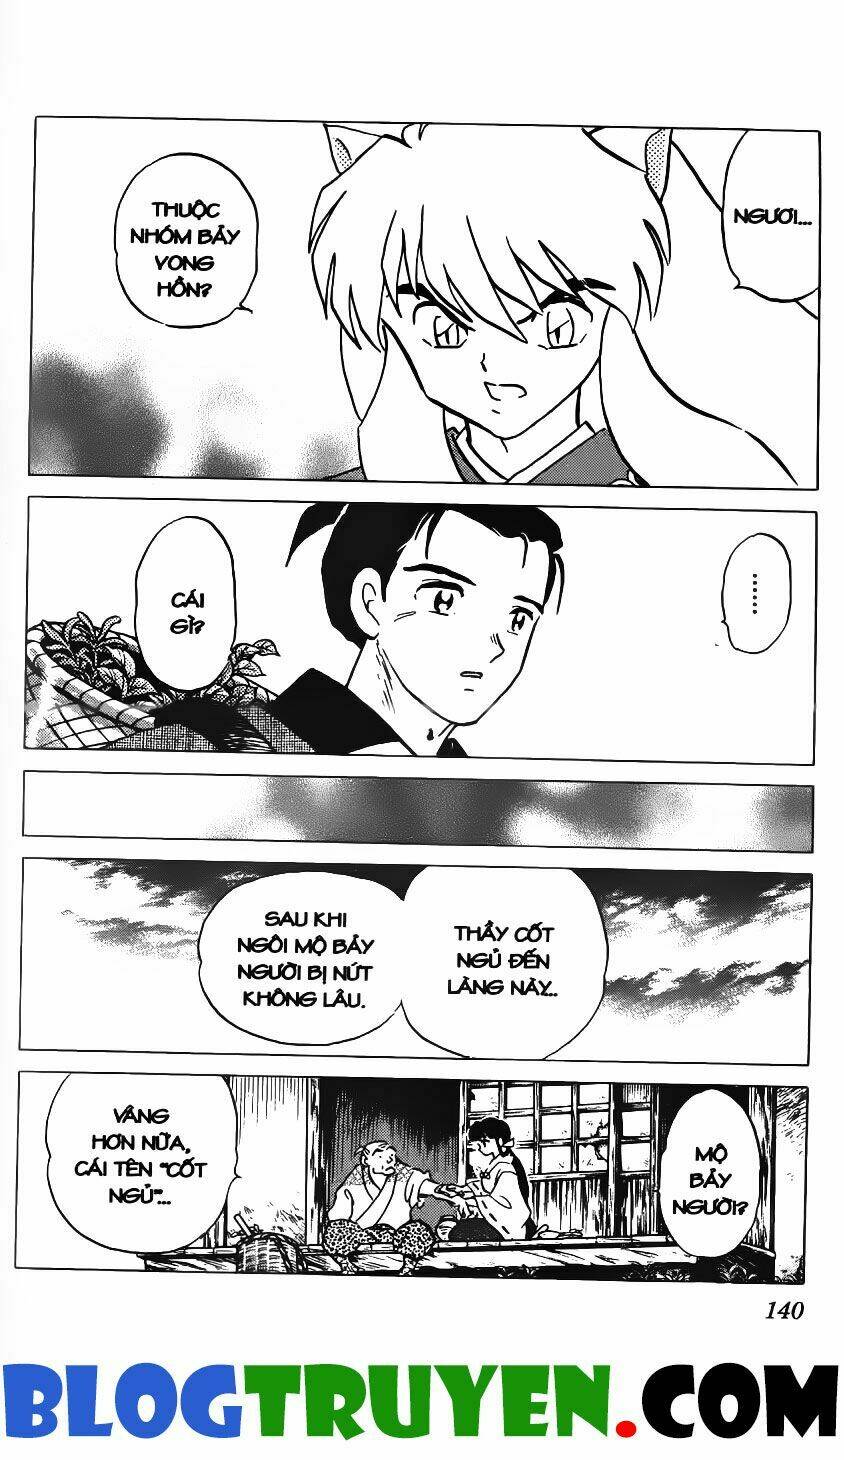 NGƯƠI...
THUỘC
NHÓM BẢY
VONG
HỒN?
.......
CÁI
GÌ?
THẦY CỐT
NGỦ ĐẾN
LÀNG NÀY...
SAU KHI
NGÔI MỘ BẢY
NGƯỜI BỊ NỨT
KHÔNG LÂU.
MỘ
BẢY
NGƯỜI?
VÂNG
HƠN NỮA,
CÁI TÊN "CỐT
NGỦ"...
140
BLOGTRUYEN.COM